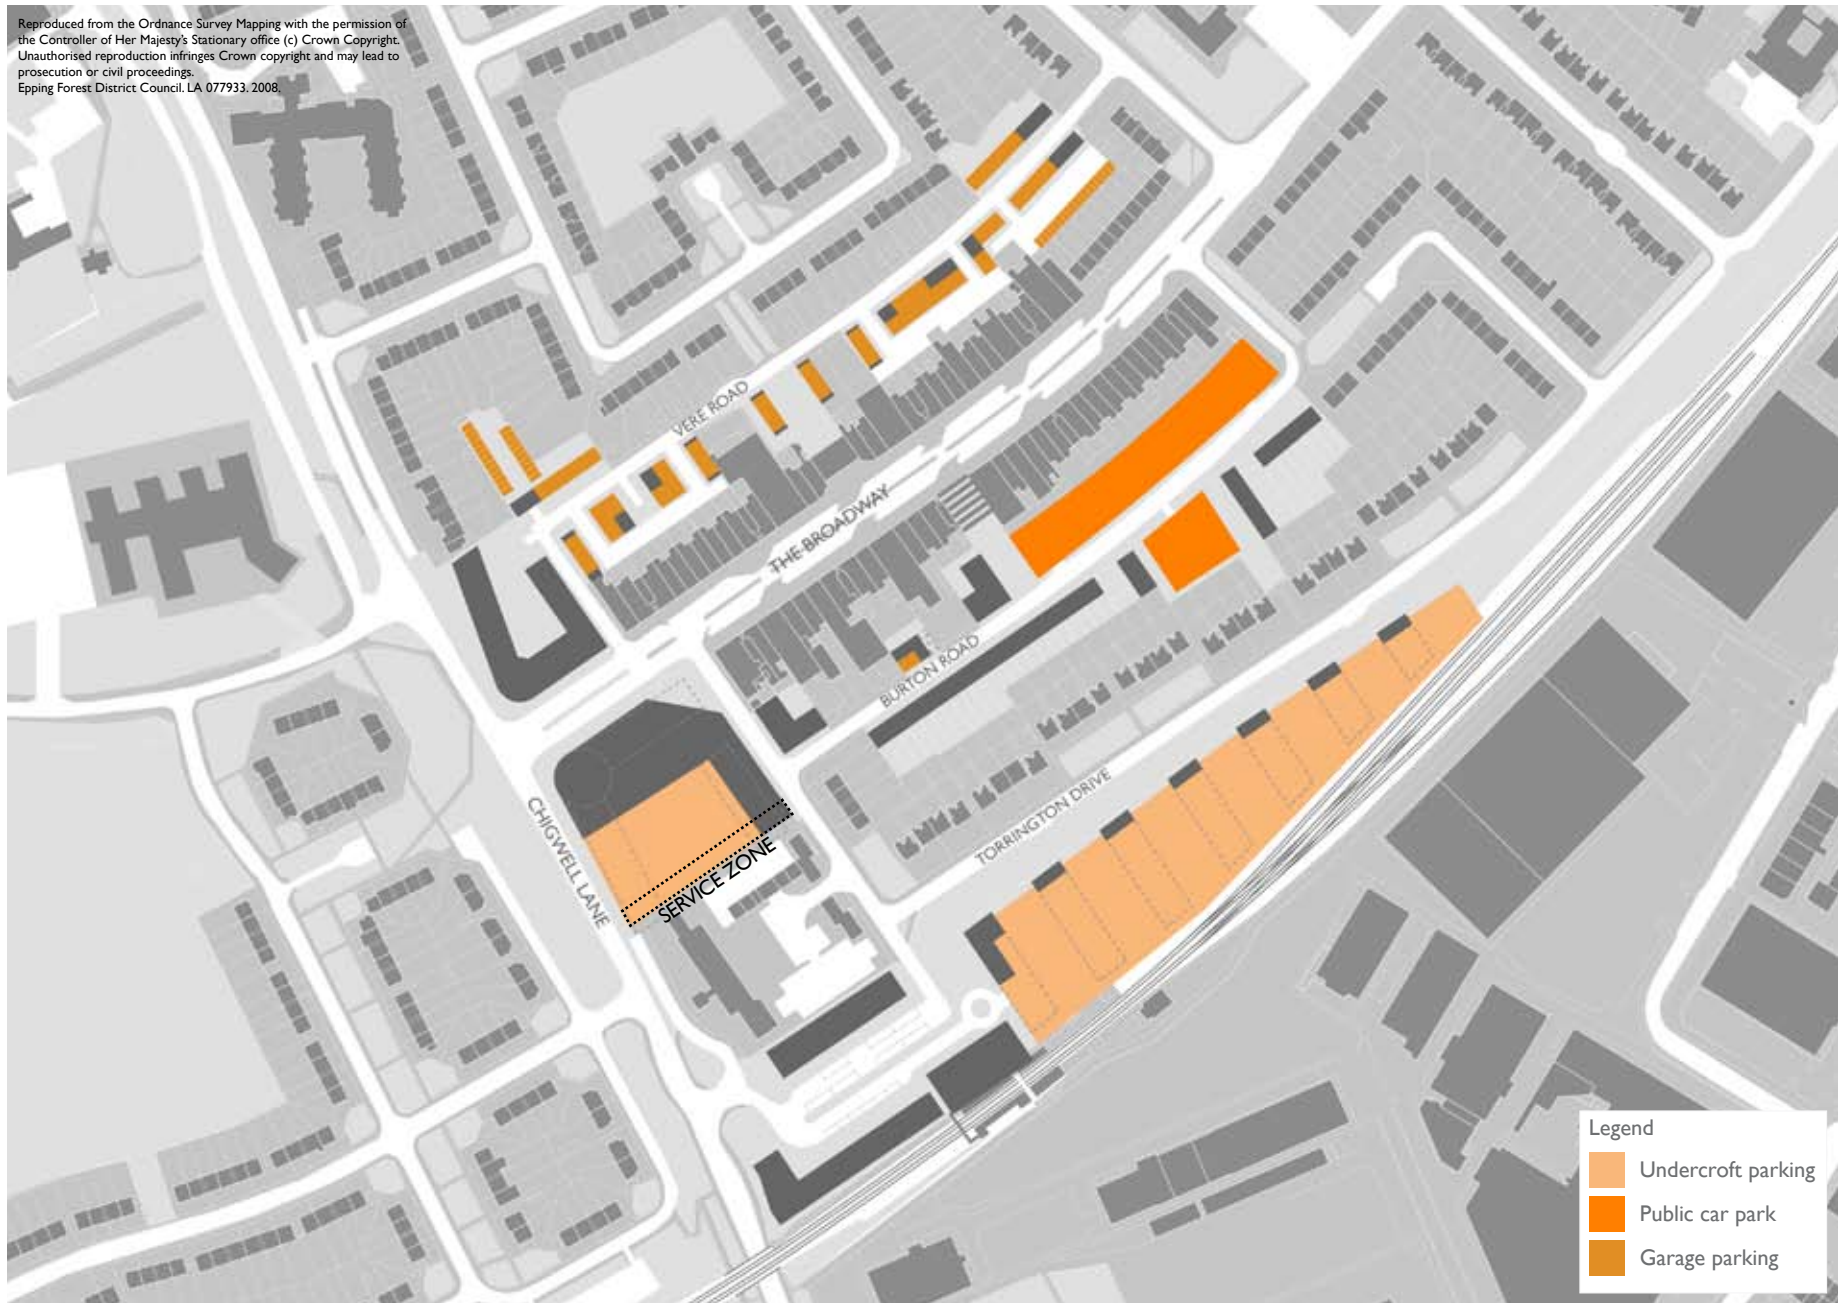 Reproduced from the Ordnance Survey Mapping with the permission of
the Controller of Her Majesty's Stationary office (c) Crown Copyright.
Unauthorised reproduction infringes Crown copyright and may lead to
prosecution or civil proceedings.
Epping Forest District Council. LA 077933. 2008.
VERE ROAD
THE BROADWAY
BURTON ROAD
TORRINGTON DRIVE
CHIGWELL LANE
SERVICE ZONE
Legend
Undercroft parking
Public car park
Garage parking